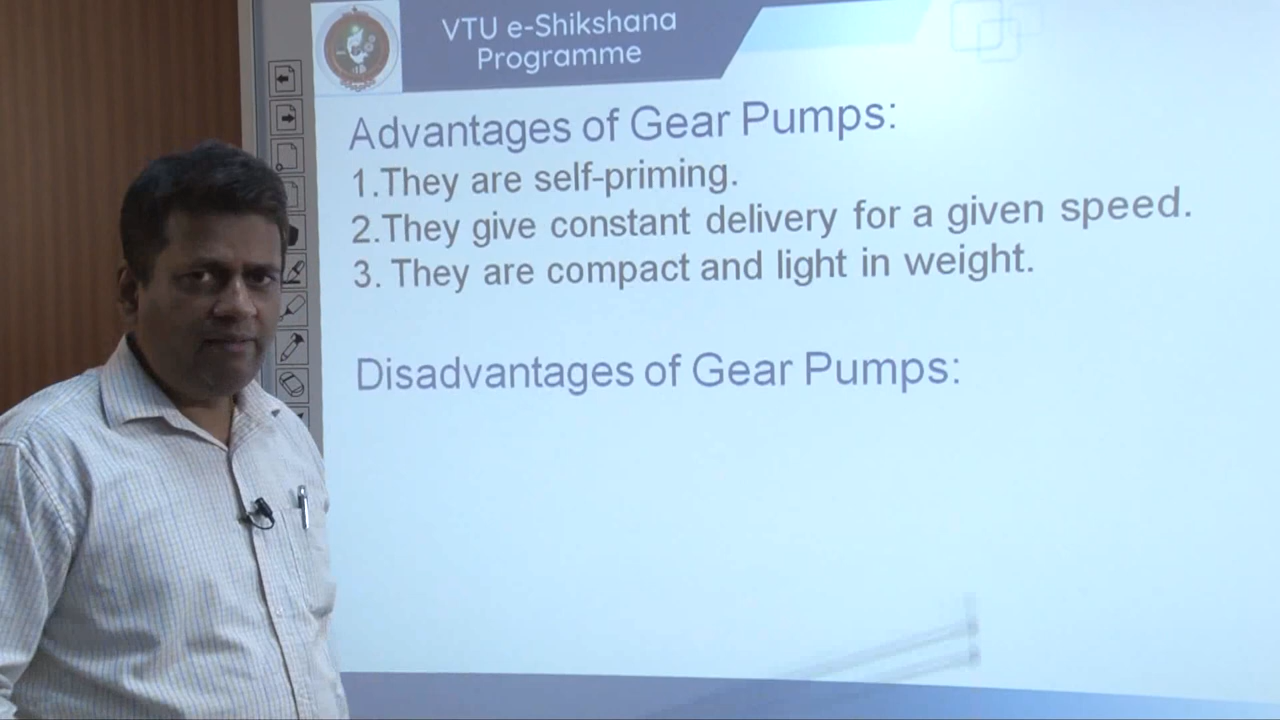 VTU e-Shikshana
Programme
Advantages of Gear Pumps:
1.They are self-priming.
2.They give constant delivery for a given speed.
3. They are compact and light in weight.
Disadvantages of Gear Pumps: